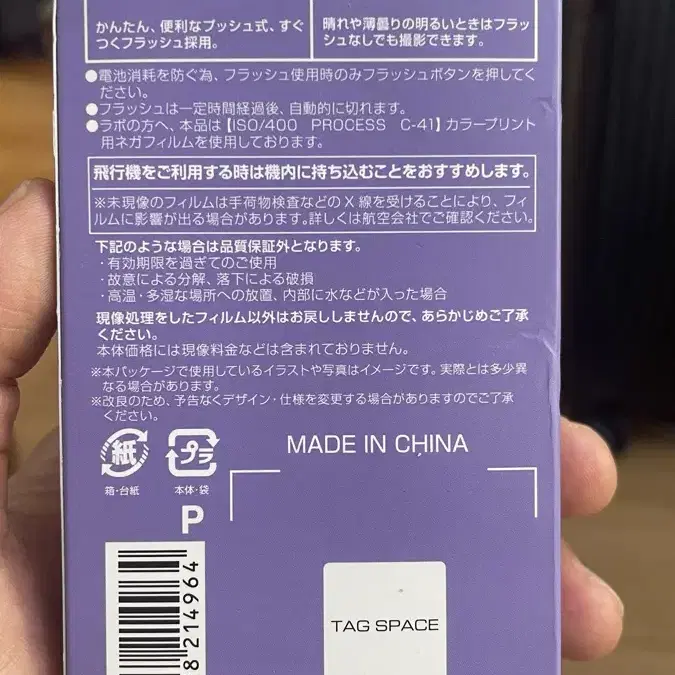 かんたん、便利なプッシュ式、すぐ
つくフラッシュ採用。
晴れや薄曇りの明るいときはフラッ
シュなしでも撮影できます。
●電池消耗を防ぐ為、フラッシュ使用時のみフラッシュボタンを押してく
ださい。
●フラッシュは一定時間経過後、自動的に切れます。
●ラボの方へ、本品は【ISO/400 PROCESS C-41】カラープリント
用ネガフィルムを使用しております。
飛行機をご利用する時は機内に持ち込むことをおすすめします。
※未現像のフィルムは手荷物検査などのX線を受けることにより、フィ
ルムに影響が出る場合があります。詳しくは航空会社でご確認ください。
下記のような場合は品質保証外となります。
・有効期限を過ぎてのご使用
・故意による分解、落下による破損
・高温・多湿な場所への放置、内部に水などが入った場合
現像処理をしたフィルム以外はお戻ししませんので、あらかじめご了承
ください。
本体価格には現像料金などは含まれておりません。
※本パッケージで使用しているイラストや写真はイメージです。実際とは多少異
なる場合があります。
※改良のため、予告なくデザイン・仕様を変更する場合がありますのでご了承
ください。
紙
プラ
箱・台紙
本体・袋
MADE IN CHINA
P
8214964
TAG SPACE